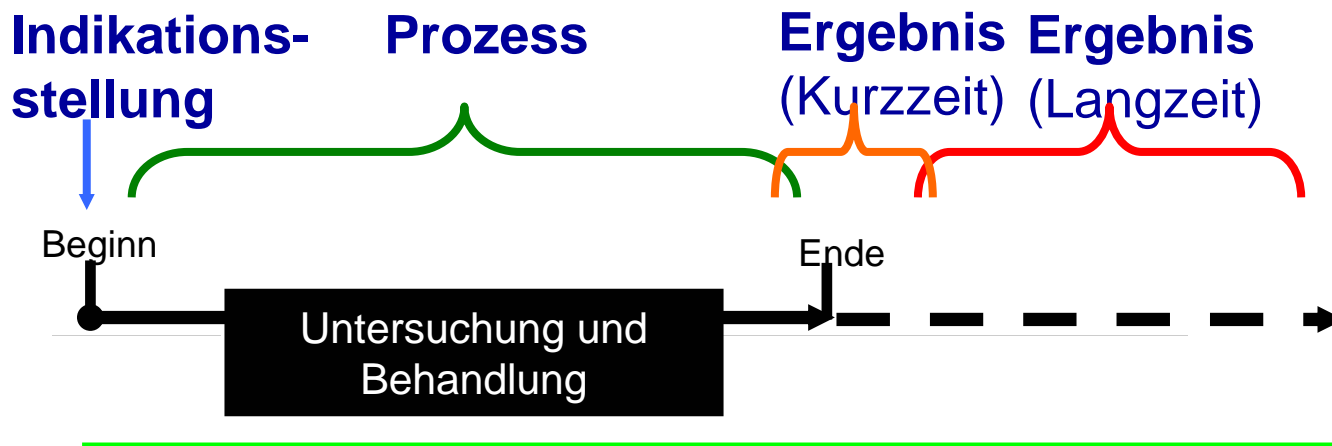 Indikations-
stellung
Prozess
Ergebnis
(Kurzzeit)
Ergebnis
(Langzeit)
Beginn
Ende
Untersuchung und
Behandlung